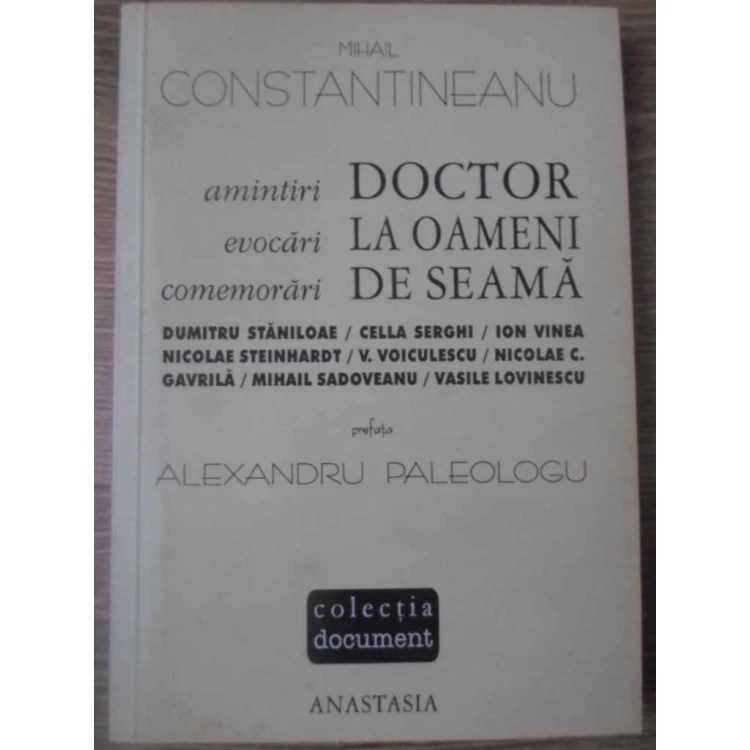 MIHAIL
CONSTANTINEANU
amintiri DOCTOR
evocări LA OAMENI
comemorări DE SEAMĂ
DUMITRU STĂNILOAE / CELLA SERGHI / ION VINEA
NICOLAE STEINHARDT / V. VOICULESCU / NICOLAE C.
GAVRILĂ / MIHAIL SADOVEANU / VASILE LOVINESCU
prefața
ALEXANDRU PALEOLOGU
colecția
document
ANASTASIA